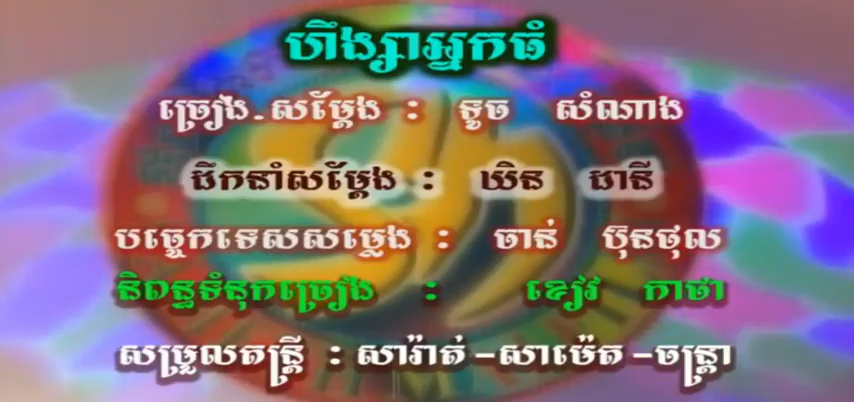 ហឹង្សាអ្នកធំ
ច្រៀង.សម្ដែង : ទូច សំណាង
ដឹកនាំសម្ដែង : ឃិន ដានី
បច្ចេកទេសសម្លេង : ចាន់ ប៊ុនថុល
និពន្ធទំនុកច្រៀង : ខៀវ កាថា
សម្រួលតន្ត្រី : សារ៉ាត់ -សាម៉េត -ចន្ត្រា